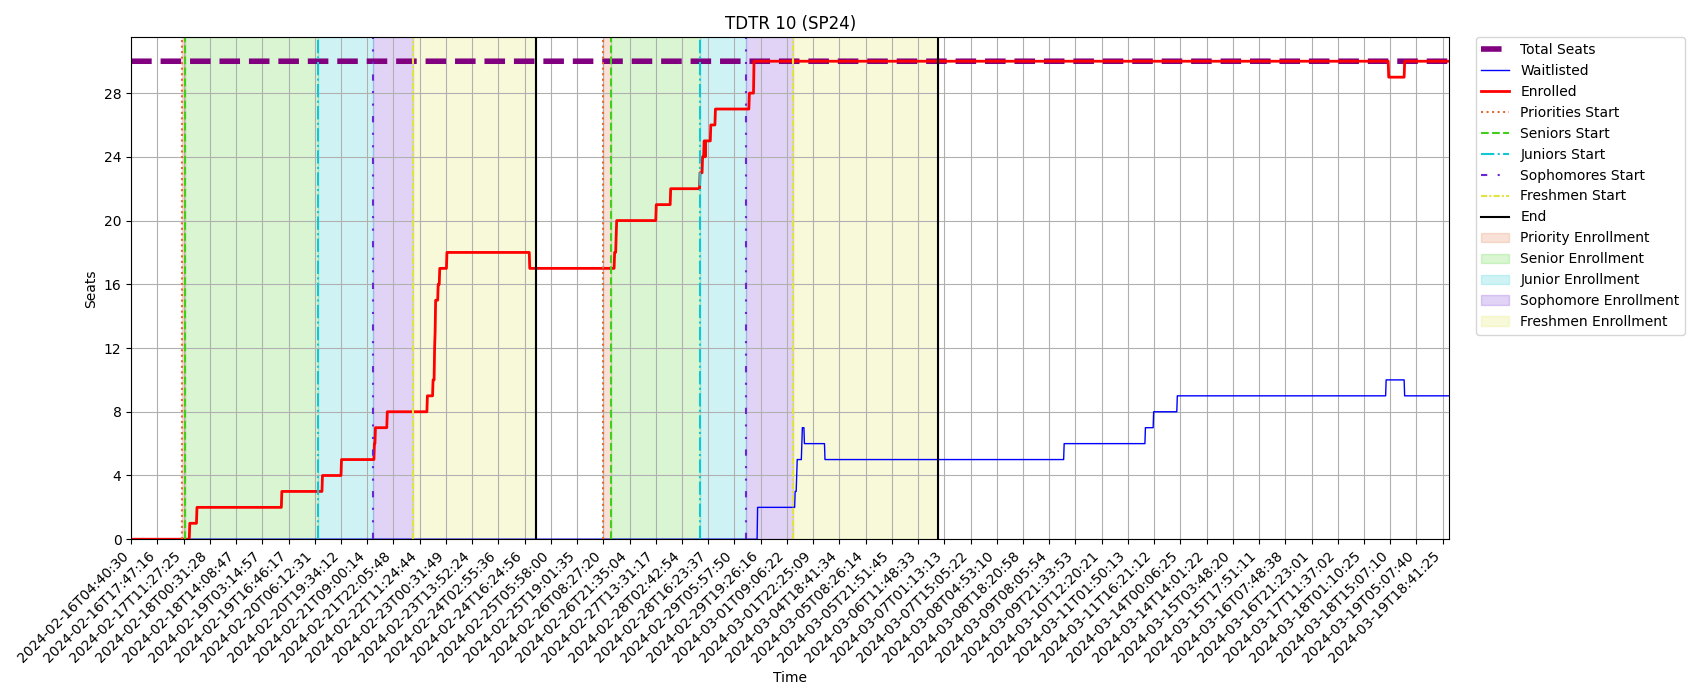 TDTR 10 (SP24)
Seats
28
24
20
16
12
8
4
0
2024-02-16T04:40:30
2024-02-16T17:47:16
2024-02-17T11:27:25
2024-02-18T00:31:28
2024-02-18T14:08:47
2024-02-19T03:14:57
2024-02-19T16:46:17
2024-02-20T06:12:31
2024-02-20T19:34:12
2024-02-21T09:00:14
2024-02-21T22:05:48
2024-02-22T11:24:44
2024-02-23T00:31:49
2024-02-23T13:52:24
2024-02-24T02:55:36
2024-02-24T16:24:56
2024-02-25T05:58:00
2024-02-25T19:01:35
2024-02-26T08:27:20
2024-02-26T21:35:04
2024-02-27T13:31:17
2024-02-28T02:42:54
2024-02-28T16:23:37
2024-02-29T05:57:50
2024-02-29T19:26:16
2024-03-01T09:06:22
2024-03-01T22:25:09
2024-03-04T18:41:34
2024-03-05T08:26:14
2024-03-05T21:51:45
2024-03-06T11:48:33
2024-03-07T01:13:13
2024-03-07T15:05:22
2024-03-08T04:53:10
2024-03-08T18:20:58
2024-03-09T08:05:54
2024-03-09T21:33:53
2024-03-10T12:20:21
2024-03-11T01:50:13
2024-03-11T16:21:12
2024-03-14T00:06:25
2024-03-14T14:01:22
2024-03-15T03:48:20
2024-03-15T17:51:11
2024-03-16T07:48:38
2024-03-16T21:23:01
2024-03-17T11:37:02
2024-03-18T01:10:25
2024-03-18T15:07:10
2024-03-19T05:07:40
2024-03-19T18:41:25
Time
Total Seats
Waitlisted
Enrolled
Priorities Start
Seniors Start
Juniors Start
Sophomores Start
Freshmen Start
End
Priority Enrollment
Senior Enrollment
Junior Enrollment
Sophomore Enrollment
Freshmen Enrollment